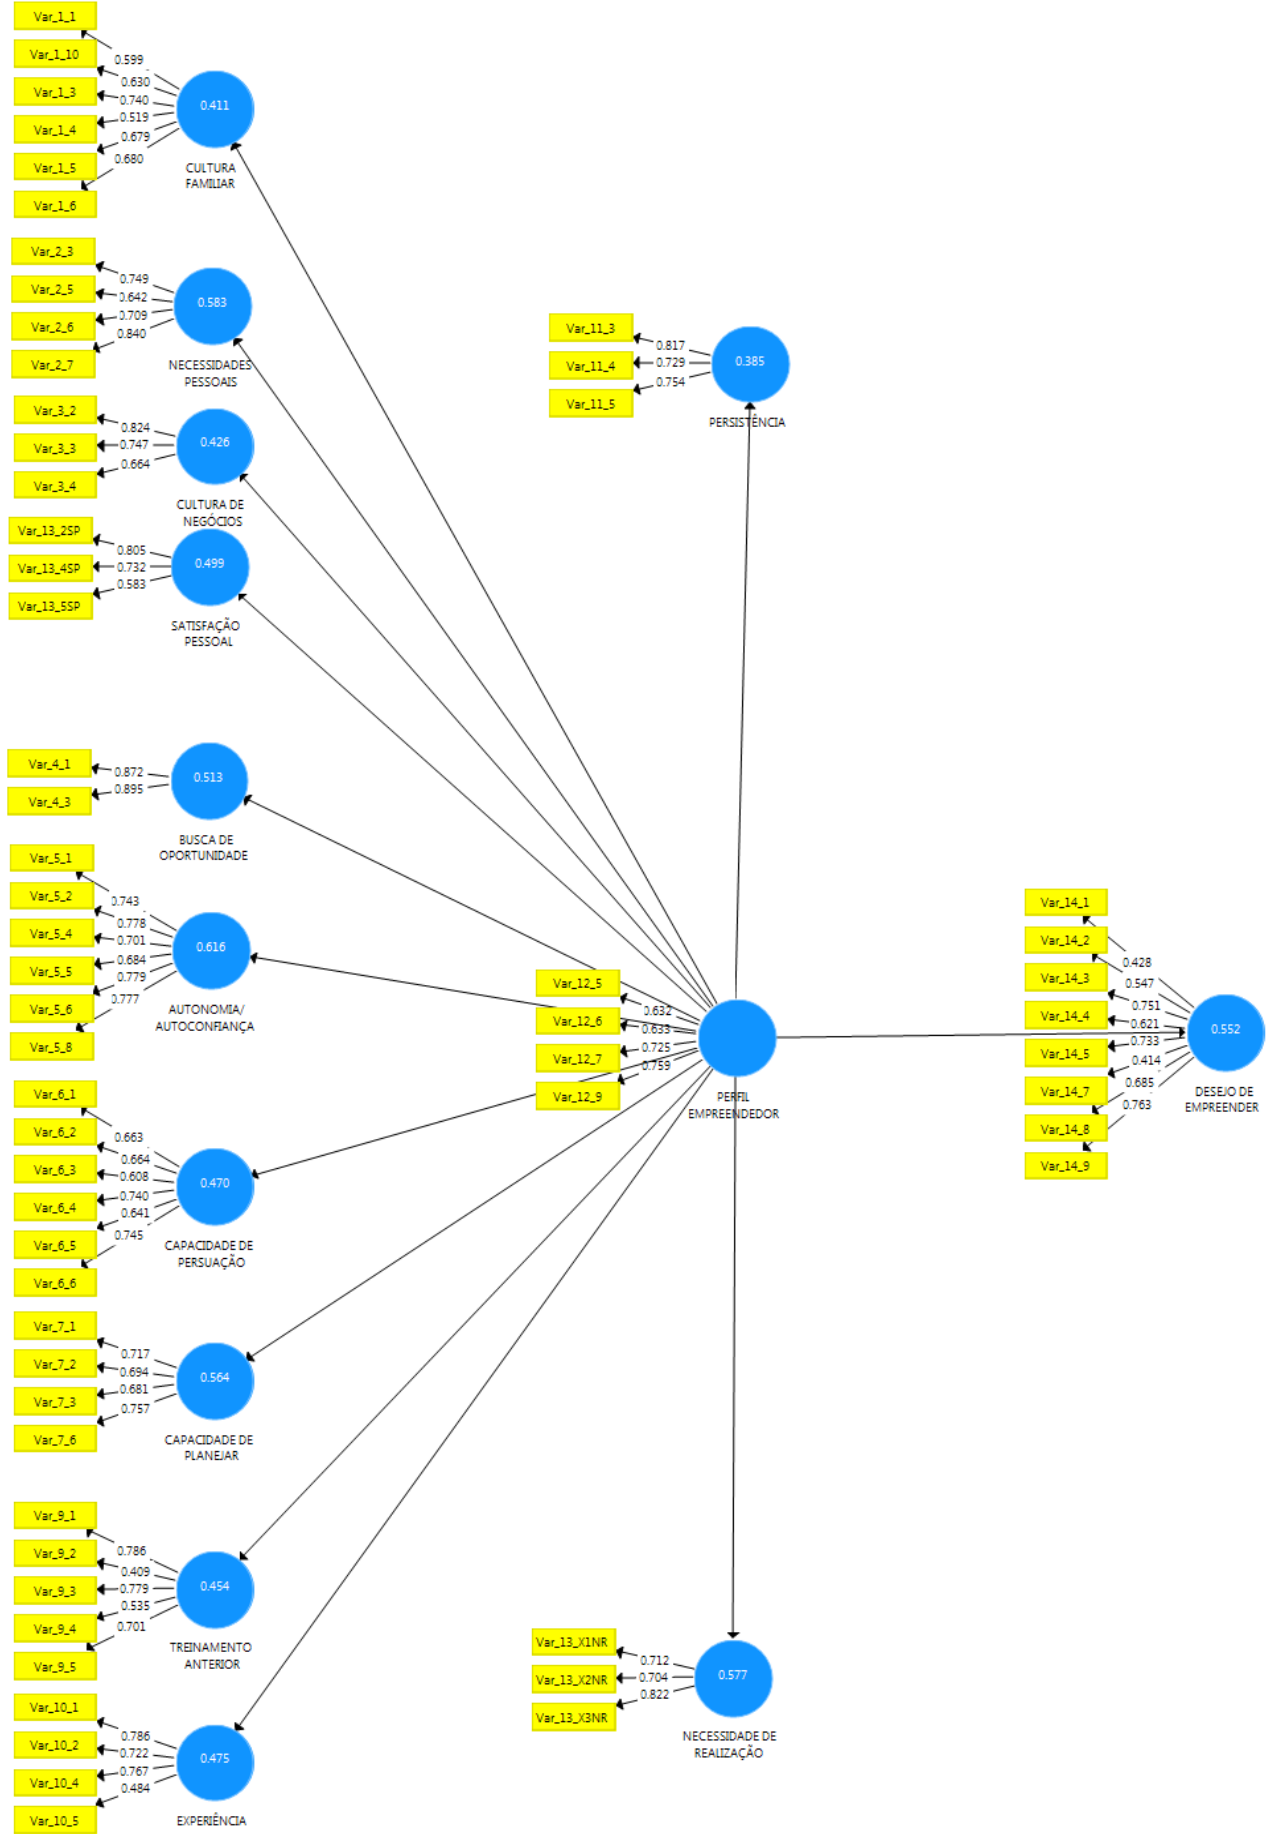 Var_1_1
Var_1_10
Var_1_3
Var_1_4
Var_1_5
Var_1_6
0.599
0.630
0.740
0.519
0.679
0.680
0.411
CULTURA
FAMILIAR
Var_2_3
Var_2_5
Var_2_6
Var_2_7
0.749
0.642
0.709
0.840
0.583
NECESSIDADES
PESSOAIS
Var_3_2
Var_3_3
Var_3_4
0.824
0.747
0.664
0.426
CULTURA DE
NEGÓCIOS
Var_13_2SP
Var_13_4SP
Var_13_5SP
0.805
0.732
0.583
0.499
SATISFAÇÃO
PESSOAL
Var_4_1
Var_4_3
0.872
0.895
0.513
BUSCA DE
OPORTUNIDADE
Var_5_1
Var_5_2
Var_5_4
Var_5_5
Var_5_6
Var_5_8
0.743
0.778
0.701
0.684
0.779
0.777
0.616
AUTONOMIA/
AUTOCONFIANÇA
Var_6_1
Var_6_2
Var_6_3
Var_6_4
Var_6_5
Var_6_6
0.663
0.664
0.608
0.740
0.641
0.745
0.470
CAPACIDADE DE
PERSUAÇÃO
Var_7_1
Var_7_2
Var_7_3
Var_7_6
0.717
0.694
0.681
0.757
0.564
CAPACIDADE DE
PLANEJAR
Var_9_1
Var_9_2
Var_9_3
Var_9_4
Var_9_5
0.786
0.409
0.779
0.535
0.701
0.454
TREINAMENTO
ANTERIOR
Var_10_1
Var_10_2
Var_10_4
Var_10_5
0.786
0.722
0.767
0.484
0.475
EXPERIÊNCIA
Var_11_3
Var_11_4
Var_11_5
0.817
0.729
0.754
0.385
PERSISTÊNCIA
Var_12_5
Var_12_6
Var_12_7
Var_12_9
0.632
0.633
0.725
0.759
PERFIL
EMPREENDEDOR
Var_13_X1NR
Var_13_X2NR
Var_13_X3NR
0.712
0.704
0.822
0.577
NECESSIDADE DE
REALIZAÇÃO
Var_14_1
Var_14_2
Var_14_3
Var_14_4
Var_14_5
Var_14_7
Var_14_8
Var_14_9
0.428
0.547
0.751
0.621
0.733
0.414
0.685
0.763
0.552
DESEJO DE
EMPREENDER